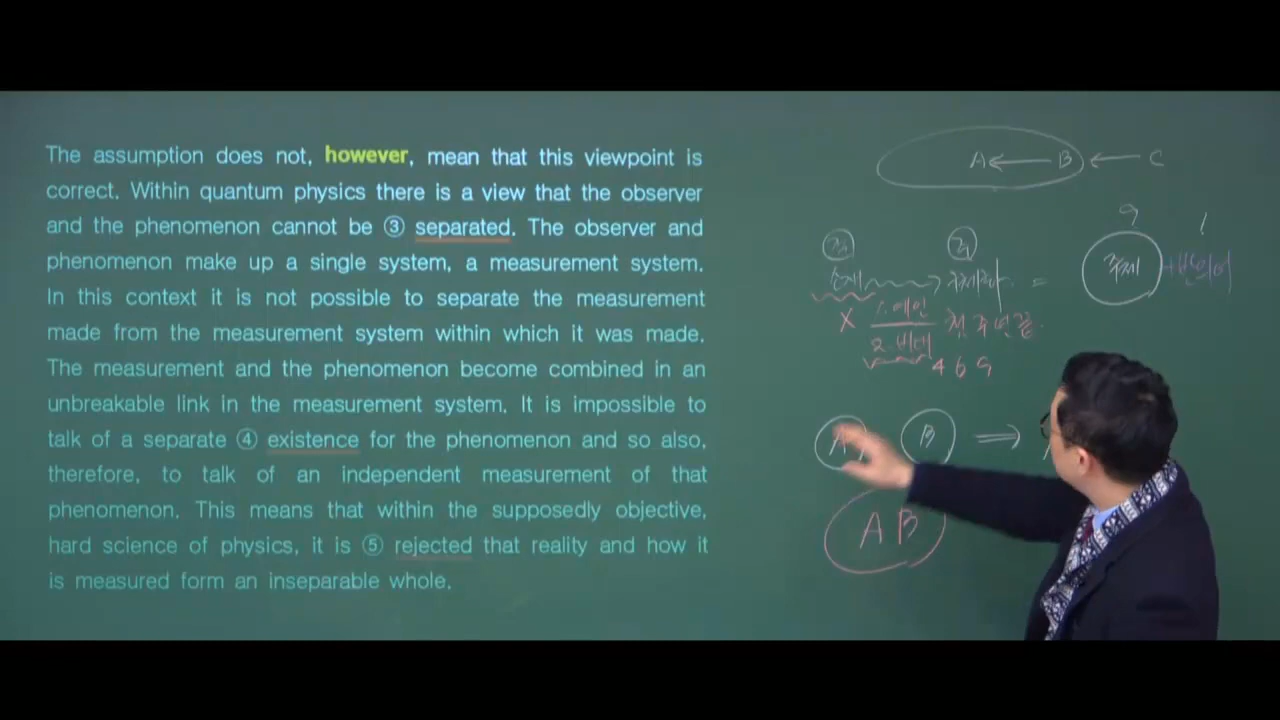 The assumption does not, however, mean that this viewpoint is
correct. Within quantum physics there is a view that the observer
and the phenomenon cannot be ③ separated. The observer and
phenomenon make up a single system, a measurement system.
In this context it is not possible to separate the measurement
made from the measurement system within which it was made.
The measurement and the phenomenon become combined in an
unbreakable link in the measurement system. It is impossible to
talk of a separate ④ existence for the phenomenon and so also,
therefore, to talk of an independent measurement of that
phenomenon. This means that within the supposedly objective,
hard science of physics, it is ⑤ rejected that reality and how it
is measured form an inseparable whole.
A ← B ← C
? !
주제 + 반의어
=
X
4 6 9
A B ⇒
A B